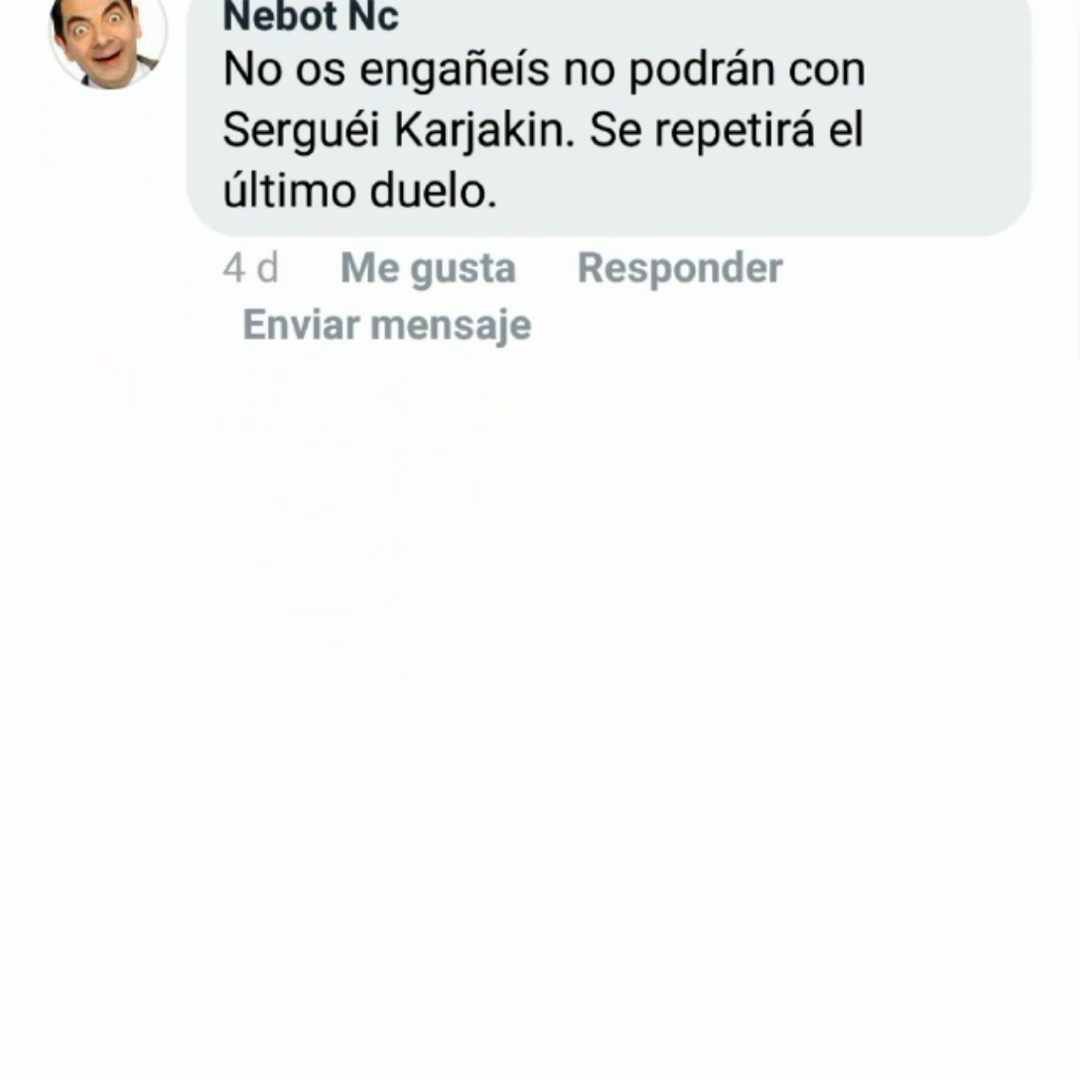 Nebot Nc
No os engañeís no podrán con
Serguéi Karjakin. Se repetirá el
último duelo.
4 d Me gusta Responder
Enviar mensaje